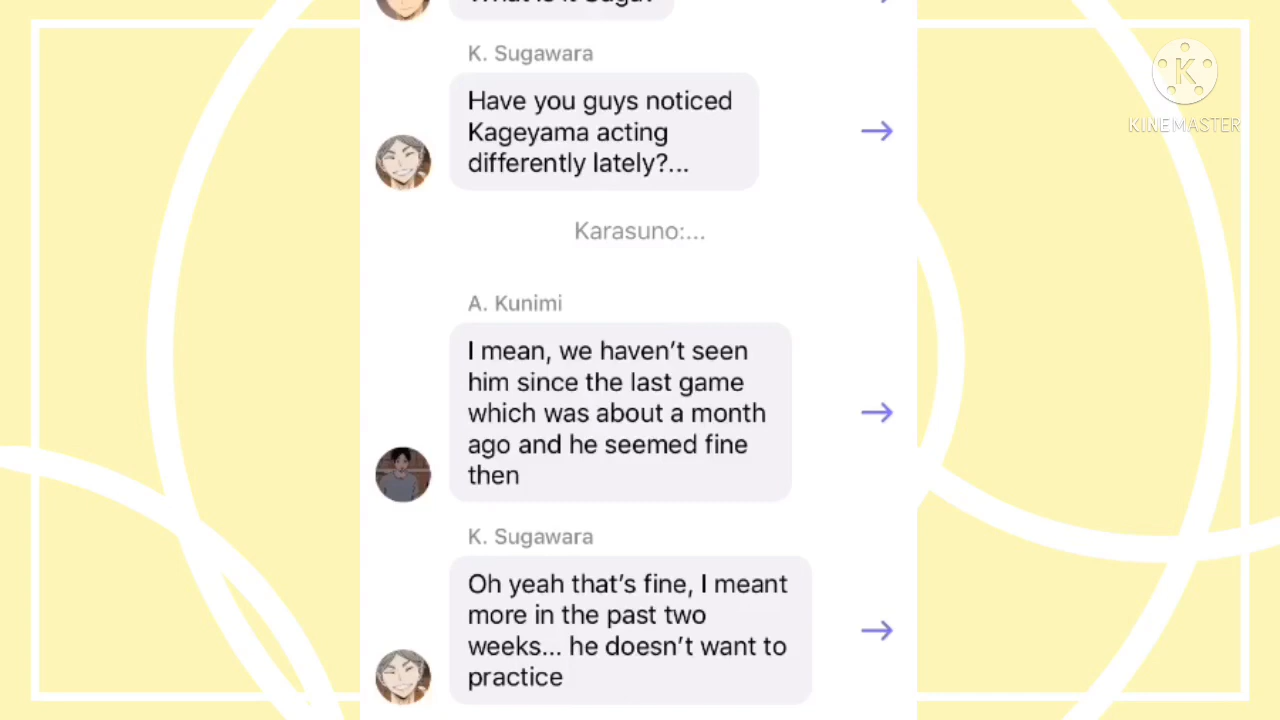 K. Sugawara
Have you guys noticed
Kageyama acting
differently lately?...
Karasuno:...
A. Kunimi
I mean, we haven't seen
him since the last game
which was about a month
ago and he seemed fine
then
K. Sugawara
Oh yeah that's fine, I meant
more in the past two
weeks... he doesn't want to
practice
K
KINEMASTER